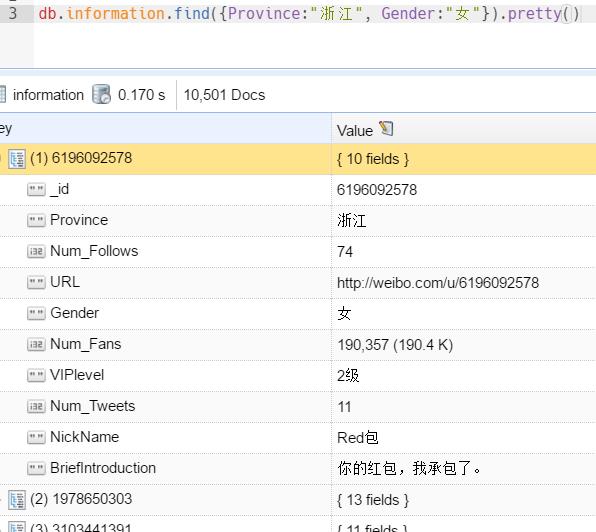 3 db.information.find({Province:"浙江", Gender:"女"}).pretty()
information 0.170 s 10,501 Docs
ey Value
(1) 6196092578 { 10 fields }
_id 6196092578
Province 浙江
Num_Follows 74
URL http://weibo.com/u/6196092578
Gender 女
Num_Fans 190,357 (190.4 K)
VIPlevel 2级
Num_Tweets 11
NickName Red包
BriefIntroduction 你的红包，我承包了。
(2) 1978650303 { 13 fields }
(3) 3103441391 { 11 fields }